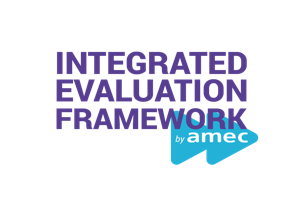 INTEGRATED
EVALUATION
FRAMEWORK
by amec